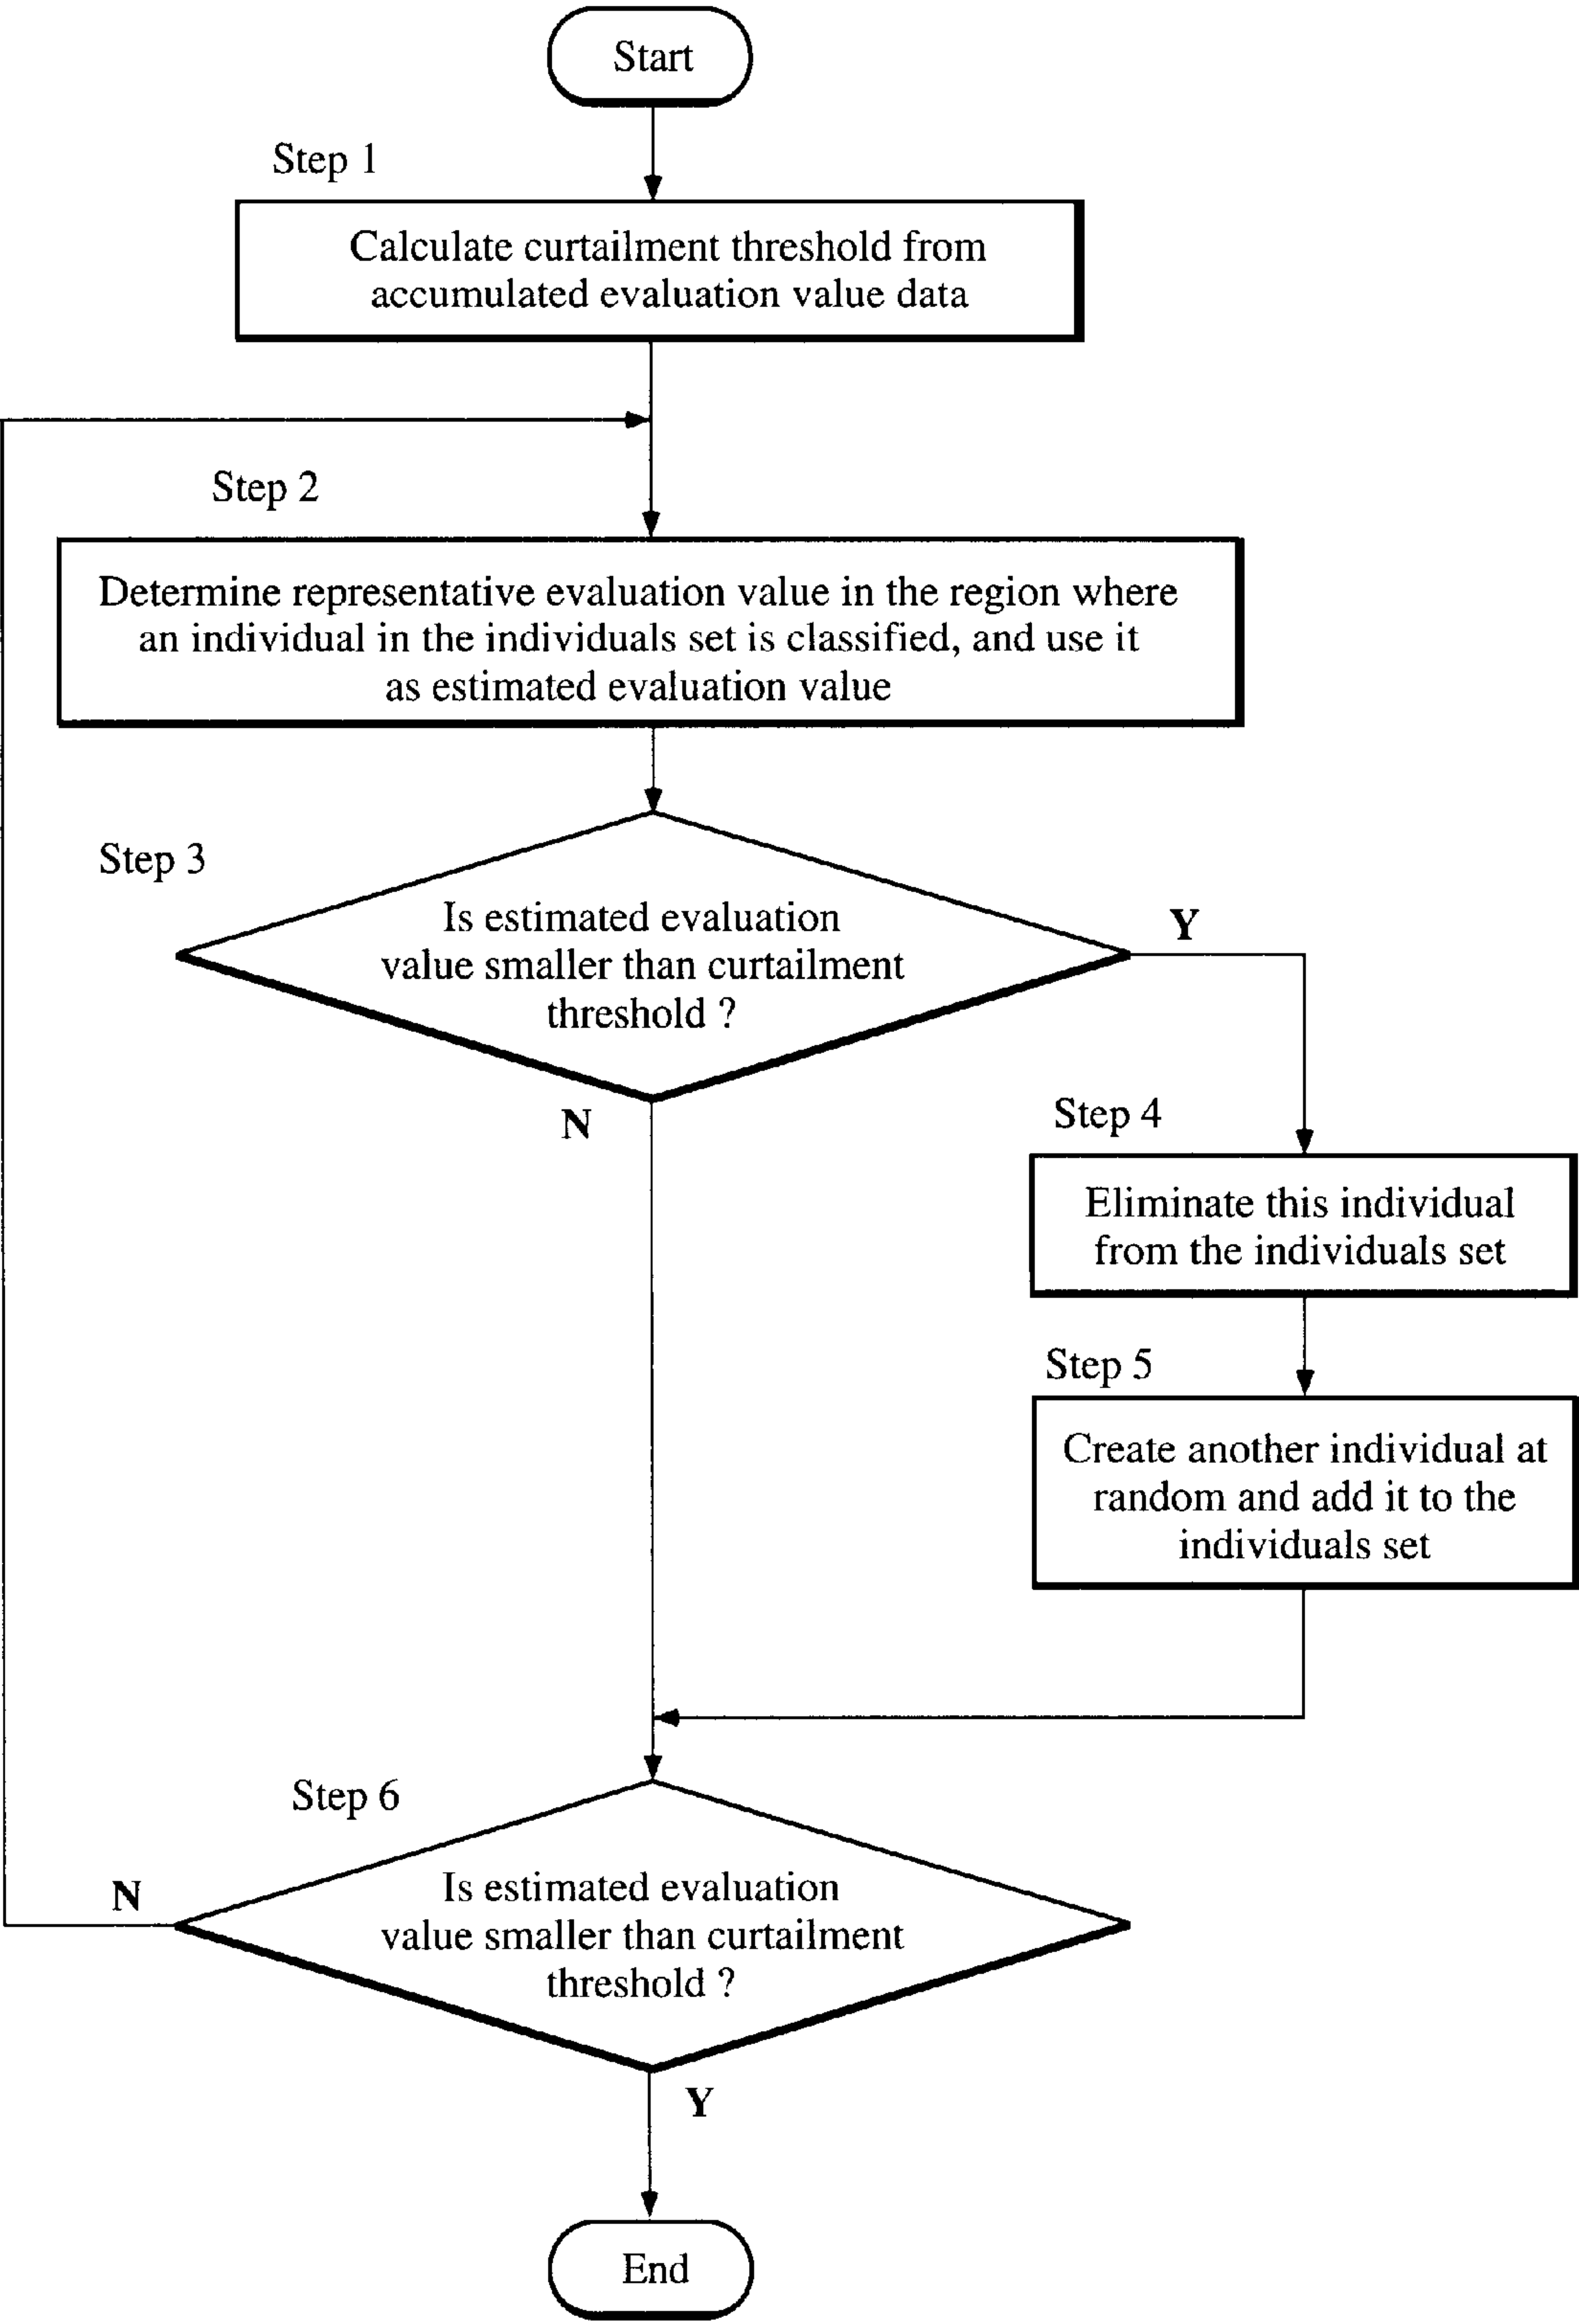 Start
Step 1
Calculate curtailment threshold from
accumulated evaluation value data
Step 2
Determine representative evaluation value in the region where
an individual in the individuals set is classified, and use it
as estimated evaluation value
Step 3
Is estimated evaluation
value smaller than curtailment
threshold ?
Y
N
Step 4
Eliminate this individual
from the individuals set
Step 5
Create another individual at
random and add it to the
individuals set
Step 6
Is estimated evaluation
value smaller than curtailment
threshold ?
N
Y
End